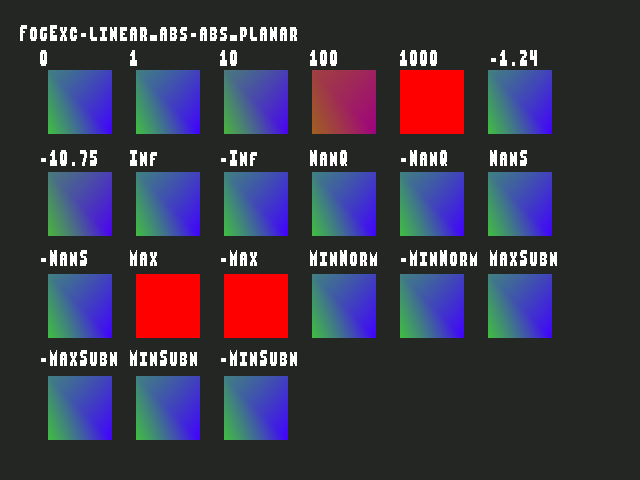 FogExc-linear_abs-abs_planar
0 1 10 100 1000 -1.24
-10.75 Inf -Inf NanQ -NanQ NanS
-NanS Max -Max MinNorm -MinNorm MaxSubN
-MaxSubN MinSubN -MinSubN